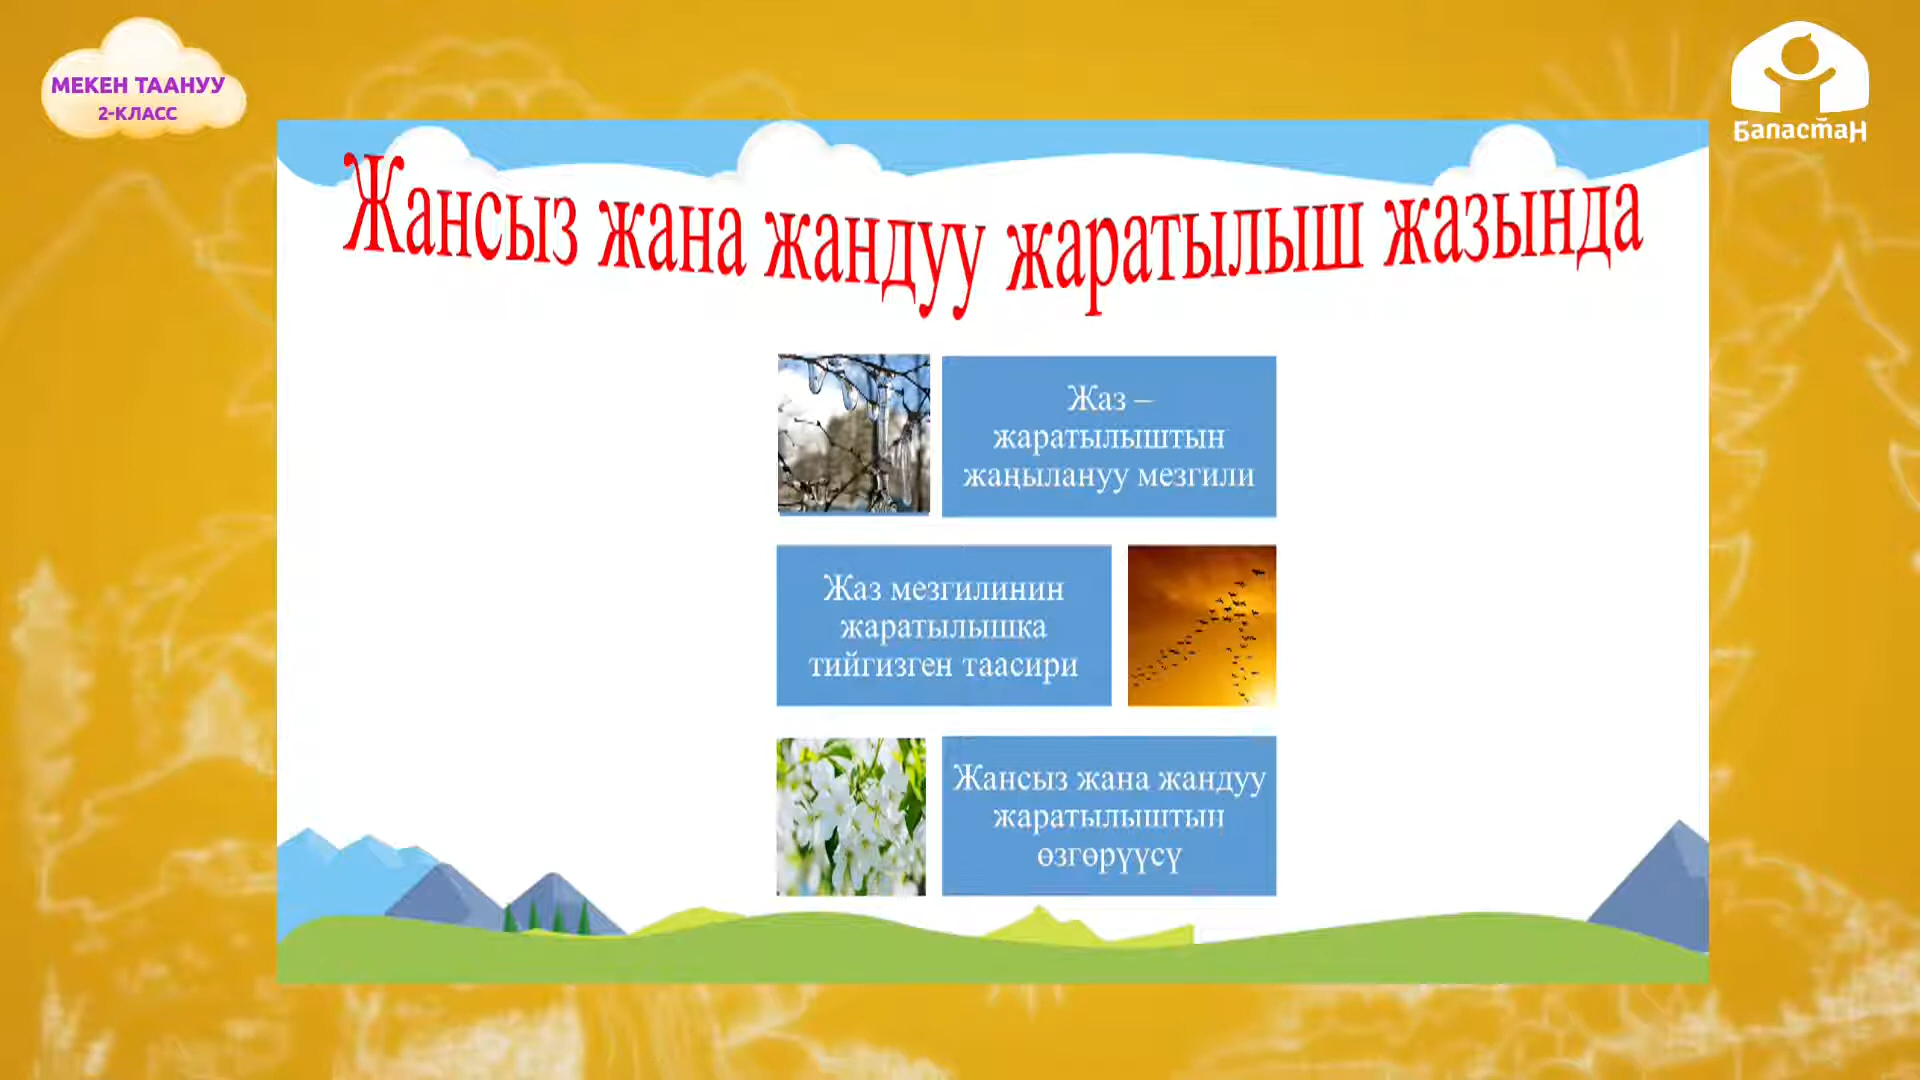 МЕКЕН ТААНУУ
2-КЛАСС
Баластан
Жансыз жана жандуу жаратылыш жазында
Жаз –
жаратылыштын
жаңылануу мезгили
Жаз мезгилинин
жаратылышка
тийгизген таасири
Жансыз жана жандуу
жаратылыштын
өзгөрүүсү